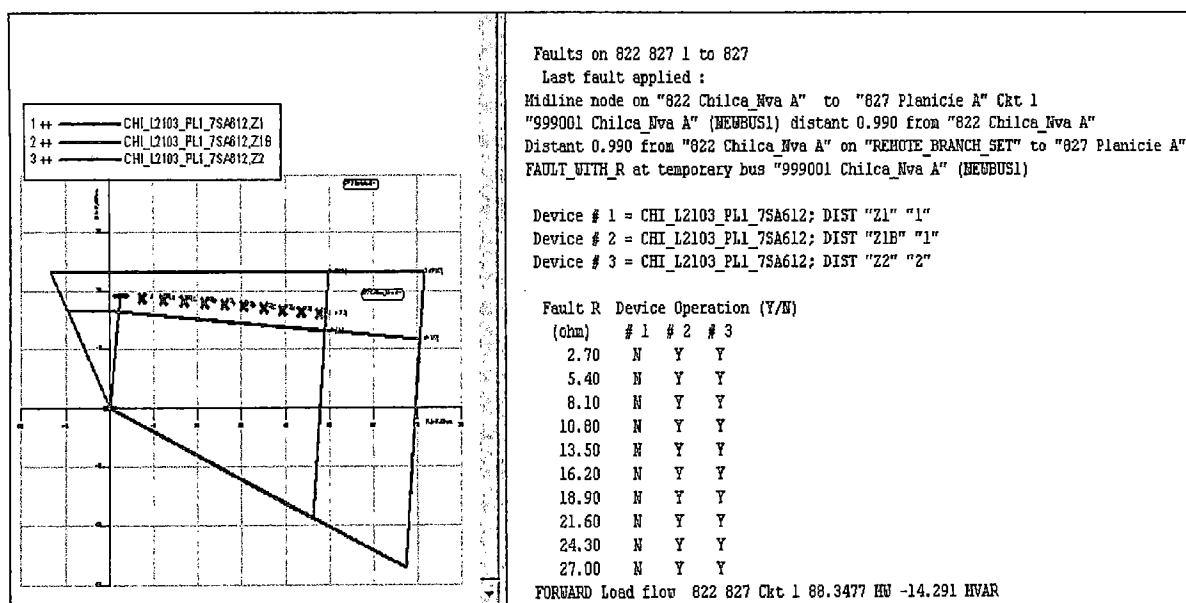 1 ++ CHI_L2103_PL1_7SA612,Z1
2 ++ CHI_L2103_PL1_7SA612,Z1B
3 ++ CHI_L2103_PL1_7SA612,Z2
Faults on 822 827 1 to 827
Last fault applied :
Midline node on "822 Chilca_Nva A" to "827 Planicie A" Ckt 1
"999001 Chilca_Nva A" (NEWBUS1) distant 0.990 from "822 Chilca_Nva A"
Distant 0.990 from "822 Chilca_Nva A" on "REMOTE_BRANCH_SET" to "827 Planicie A"
FAULT_WITH_R at temporary bus "999001 Chilca_Nva A" (NEWBUS1)
Device # 1 = CHI_L2103_PL1_7SA612; DIST "Z1" "1"
Device # 2 = CHI_L2103_PL1_7SA612; DIST "Z1B" "1"
Device # 3 = CHI_L2103_PL1_7SA612; DIST "Z2" "2"
Fault R Device Operation (Y/N)
(ohm) # 1 # 2 # 3
2.70 N Y Y
5.40 N Y Y
8.10 N Y Y
10.80 N Y Y
13.50 N Y Y
16.20 N Y Y
18.90 N Y Y
21.60 N Y Y
24.30 N Y Y
27.00 N Y Y
FORWARD Load flow 822 827 Ckt 1 88.3477 MW -14.291 MVAR